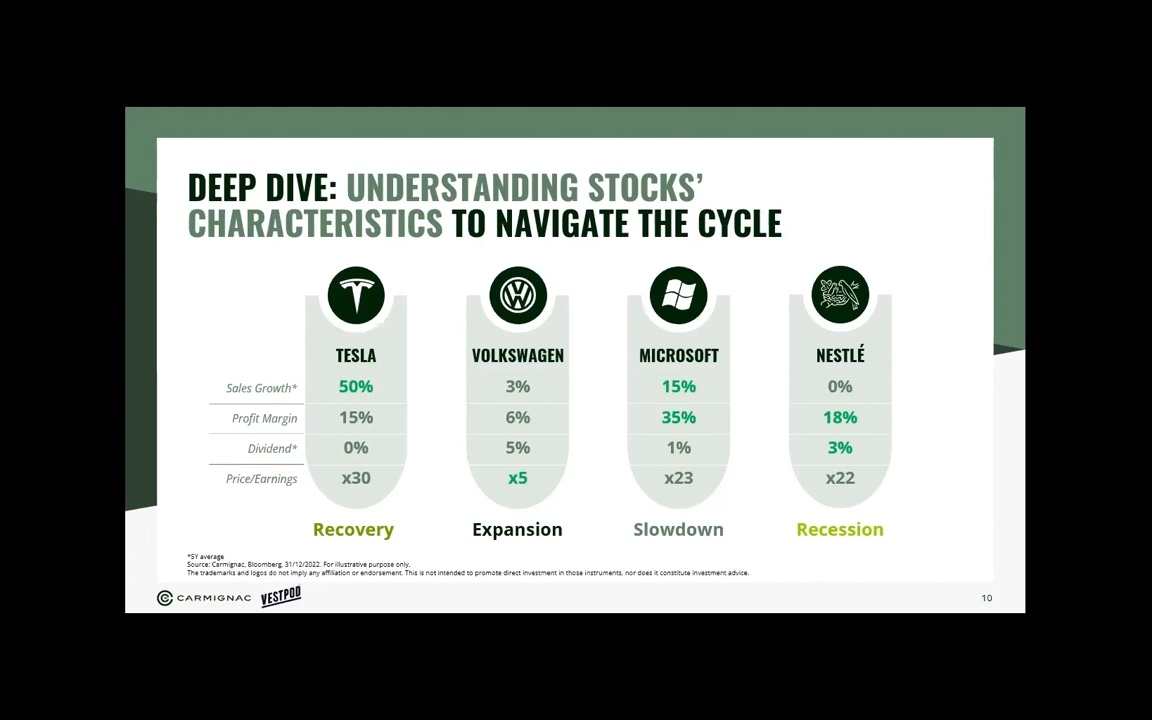 DEEP DIVE: UNDERSTANDING STOCKS’
CHARACTERISTICS TO NAVIGATE THE CYCLE
TESLA VOLKSWAGEN MICROSOFT NESTLÉ
Sales Growth* 50% 3% 15% 0%
Profit Margin 15% 6% 35% 18%
Dividend* 0% 5% 1% 3%
Price/Earnings x30 x5 x23 x22
Recovery Expansion Slowdown Recession
*5Y average
Source: Carmignac, Bloomberg, 31/12/2022. For illustrative purpose only.
The trademarks and logos do not imply any affiliation or endorsement. This is not intended to promote direct investment in those instruments, nor does it constitute investment advice.
CARMIGNAC VESTPOD 10